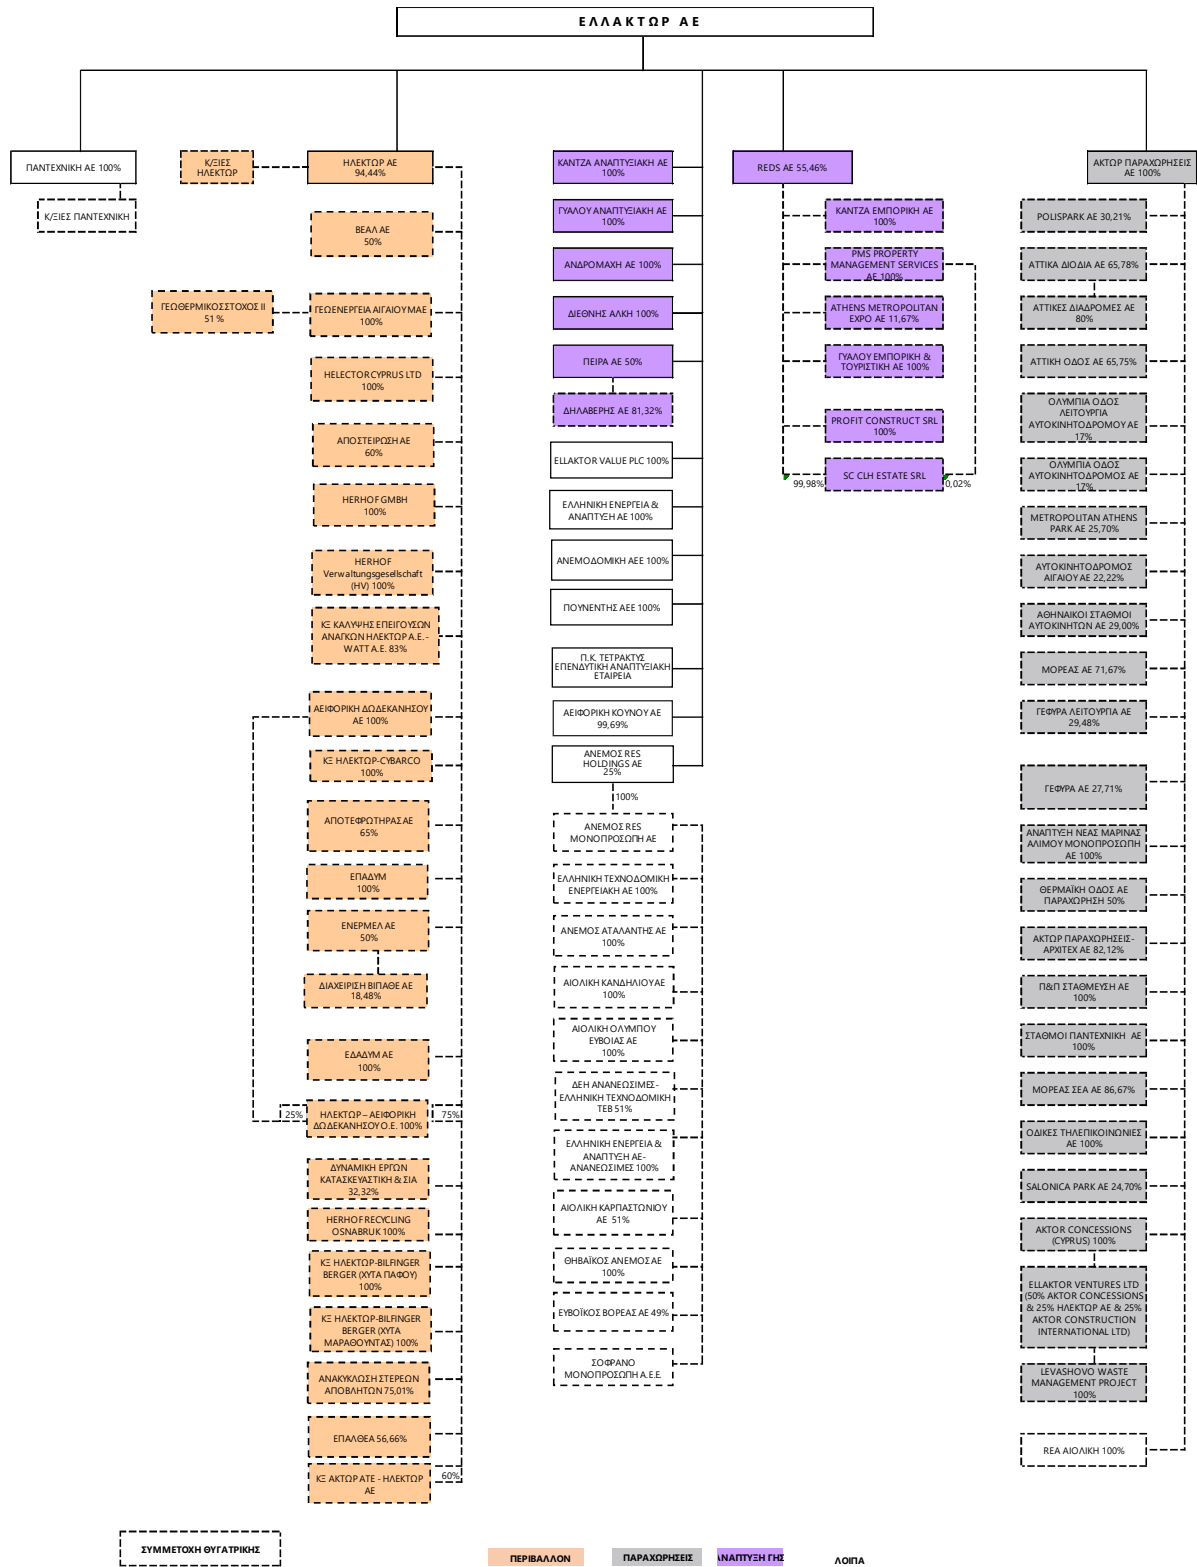 ΕΛΛΑΚΤΩΡ ΑΕ
ΠΑΝΤΕΧΝΙΚΗ ΑΕ 100%
Κ/ΞΙΕΣ ΠΑΝΤΕΧΝΙΚΗ
Κ/ΞΙΕΣ
ΗΛΕΚΤΩΡ
ΗΛΕΚΤΩΡ ΑΕ
94,44%
ΒΕΑΛ ΑΕ
50%
ΓΕΩΘΕΡΜΙΚΟΣ ΣΤΟΧΟΣ ΙΙ
51 %
ΓΕΩΕΝΕΡΓΕΙΑ ΑΙΓΑΙΟΥ ΜΑΕ
100%
HELECTOR CYPRUS LTD
100%
ΑΠΟΣΤΕΙΡΩΣΗ ΑΕ
60%
HERHOF GMBH
100%
HERHOF
Verwaltungsgesellschaft
(HV) 100%
ΚΞ ΚΑΛΥΨΗΣ ΕΠΕΙΓΟΥΣΩΝ
ΑΝΑΓΚΩΝ ΗΛΕΚΤΩΡ Α.Ε. -
WATT Α.Ε. 83%
ΑΕΙΦΟΡΙΚΗ ΔΩΔΕΚΑΝΗΣΟΥ
ΑΕ 100%
ΚΞ ΗΛΕΚΤΩΡ-CYBARCO
100%
ΑΠΟΤΕΦΡΩΤΗΡΑΣ ΑΕ
65%
ΕΠΑΔΥΜ
100%
ΕΝΕΡΜΕΛ ΑΕ
50%
ΔΙΑΧΕΙΡΙΣΗ ΒΙΠΑΘΕ ΑΕ
18,48%
ΕΔΑΔΥΜ ΑΕ
100%
25%
ΗΛΕΚΤΩΡ – ΑΕΙΦΟΡΙΚΗ
ΔΩΔΕΚΑΝΗΣΟΥ Ο.Ε. 100%
75%
ΔΥΝΑΜΙΚΗ ΕΡΓΩΝ
ΚΑΤΑΣΚΕΥΑΣΤΙΚΗ & ΣΙΑ
32,32%
HERHOF RECYCLING
OSNABRUK 100%
ΚΞ ΗΛΕΚΤΩΡ-BILFINGER
BERGER (ΧΥΤΑ ΠΑΦΟΥ)
100%
ΚΞ ΗΛΕΚΤΩΡ-BILFINGER
BERGER (ΧΥΤΑ
ΜΑΡΑΘΟΥΝΤΑΣ) 100%
ΑΝΑΚΥΚΛΩΣΗ ΣΤΕΡΕΩΝ
ΑΠΟΒΛΗΤΩΝ 75,01%
ΕΠΑΛΘΕΑ 56,66%
ΚΞ ΑΚΤΩΡ ΑΤΕ - ΗΛΕΚΤΩΡ
ΑΕ
60%
ΚΑΝΤΖΑ ΑΝΑΠΤΥΞΙΑΚΗ ΑΕ
100%
ΓΥΑΛΟΥ ΑΝΑΠΤΥΞΙΑΚΗ ΑΕ
100%
ΑΝΔΡΟΜΑΧΗ ΑΕ 100%
ΔΙΕΘΝΗΣ ΑΛΚΗ 100%
ΠΕΙΡΑ ΑΕ 50%
ΔΗΛΑΒΕΡΗΣ ΑΕ 81,32%
ELLAKTOR VALUE PLC 100%
ΕΛΛΗΝΙΚΗ ΕΝΕΡΓΕΙΑ &
ΑΝΑΠΤΥΞΗ ΑΕ 100%
ΑΝΕΜΟΔΟΜΙΚΗ ΑΕΕ 100%
ΠΟΥΝΕΝΤΗΣ ΑΕΕ 100%
Π.Κ. ΤΕΤΡΑΚΤΥΣ
ΕΠΕΝΔΥΤΙΚΗ ΑΝΑΠΤΥΞΙΑΚΗ
ΕΤΑΙΡΕΙΑ
ΑΕΙΦΟΡΙΚΗ ΚΟΥΝΟΥ ΑΕ
99,69%
ΑΝΕΜΟΣ RES
HOLDINGS ΑΕ
25%
100%
ΑΝΕΜΟΣ RES
ΜΟΝΟΠΡΟΣΩΠΗ ΑΕ
ΕΛΛΗΝΙΚΗ ΤΕΧΝΟΔΟΜΙΚΗ
ΕΝΕΡΓΕΙΑΚΗ ΑΕ 100%
ΑΝΕΜΟΣ ΑΤΑΛΑΝΤΗΣ ΑΕ
100%
ΑΙΟΛΙΚΗ ΚΑΝΔΗΛΙΟΥ ΑΕ
100%
ΑΙΟΛΙΚΗ ΟΛΥΜΠΟΥ
ΕΥΒΟΙΑΣ ΑΕ
100%
ΔΕΗ ΑΝΑΝΕΩΣΙΜΕΣ-
ΕΛΛΗΝΙΚΗ ΤΕΧΝΟΔΟΜΙΚΗ
ΤΕΒ 51%
ΕΛΛΗΝΙΚΗ ΕΝΕΡΓΕΙΑ &
ΑΝΑΠΤΥΞΗ ΑΕ-
ΑΝΑΝΕΩΣΙΜΕΣ 100%
ΑΙΟΛΙΚΗ ΚΑΡΠΑΣΤΩΝΙΟΥ
ΑΕ 51%
ΘΗΒΑΪΚΟΣ ΑΝΕΜΟΣ ΑΕ
100%
ΕΥΒΟΪΚΟΣ ΒΟΡΕΑΣ ΑΕ 49%
ΣΟΦΡΑΝΟ
ΜΟΝΟΠΡΟΣΩΠΗ Α.Ε.Ε.
REDS ΑΕ 55,46%
ΚΑΝΤΖΑ ΕΜΠΟΡΙΚΗ ΑΕ
100%
PMS PROPERTY
MANAGEMENT SERVICES
ΑΕ 100%
ATHENS METROPOLITAN
EXPO ΑΕ 11,67%
ΓΥΑΛΟΥ ΕΜΠΟΡΙΚΗ &
ΤΟΥΡΙΣΤΙΚΗ ΑΕ 100%
PROFIT CONSTRUCT SRL
100%
99,98%
SC CLH ESTATE SRL
0,02%
ΑΚΤΩΡ ΠΑΡΑΧΩΡΗΣΕΙΣ
ΑΕ 100%
POLISPARK ΑΕ 30,21%
ΑΤΤΙΚΑ ΔΙΟΔΙΑ ΑΕ 65,78%
ΑΤΤΙΚΕΣ ΔΙΑΔΡΟΜΕΣ ΑΕ
80%
ΑΤΤΙΚΗ ΟΔΟΣ ΑΕ 65,75%
ΟΛΥΜΠΙΑ ΟΔΟΣ
ΛΕΙΤΟΥΡΓΙΑ
ΑΥΤΟΚΙΝΗΤΟΔΡΟΜΟΥ ΑΕ
17%
ΟΛΥΜΠΙΑ ΟΔΟΣ
ΑΥΤΟΚΙΝΗΤΟΔΡΟΜΟΣ ΑΕ
17%
METROPOLITAN ATHENS
PARK ΑΕ 25,70%
ΑΥΤΟΚΙΝΗΤΟΔΡΟΜΟΣ
ΑΙΓΑΙΟΥ ΑΕ 22,22%
ΑΘΗΝΑΙΚΟΙ ΣΤΑΘΜΟΙ
ΑΥΤΟΚΙΝΗΤΩΝ ΑΕ 29,00%
ΜΟΡΕΑΣ ΑΕ 71,67%
ΓΕΦΥΡΑ ΛΕΙΤΟΥΡΓΙΑ ΑΕ
29,48%
ΓΕΦΥΡΑ ΑΕ 27,71%
ΑΝΑΠΤΥΞΗ ΝΕΑΣ ΜΑΡΙΝΑΣ
ΑΛΙΜΟΥ ΜΟΝΟΠΡΟΣΩΠΗ
ΑΕ 100%
ΘΕΡΜΑΪΚΗ ΟΔΟΣ ΑΕ
ΠΑΡΑΧΩΡΗΣΗ 50%
ΑΚΤΩΡ ΠΑΡΑΧΩΡΗΣΕΙΣ-
ΑΡΧΙΤΕΧ ΑΕ 82,12%
Π&Π ΣΤΑΘΜΕΥΣΗ ΑΕ
100%
ΣΤΑΘΜΟΙ ΠΑΝΤΕΧΝΙΚΗ ΑΕ
100%
ΜΟΡΕΑΣ ΣΕΑ ΑΕ 86,67%
ΟΔΙΚΕΣ ΤΗΛΕΠΙΚΟΙΝΩΝΙΕΣ
ΑΕ 100%
SALONICA PARK ΑΕ 24,70%
AKTOR CONCESSIONS
(CYPRUS) 100%
ELLAKTOR VENTURES LTD
(50% AKTOR CONCESSIONS
& 25% ΗΛΕΚΤΩΡ ΑΕ & 25%
AKTOR CONSTRUCTION
INTERNATIONAL LTD)
LEVASHOVO WASTE
MANAGEMENT PROJECT
100%
REA ΑΙΟΛΙΚΗ 100%
ΣΥΜΜΕΤΟΧΗ ΘΥΓΑΤΡΙΚΗΣ
ΠΕΡΙΒΑΛΛΟΝ
ΠΑΡΑΧΩΡΗΣΕΙΣ
ΑΝΑΠΤΥΞΗ ΓΗΣ
ΛΟΙΠΑ